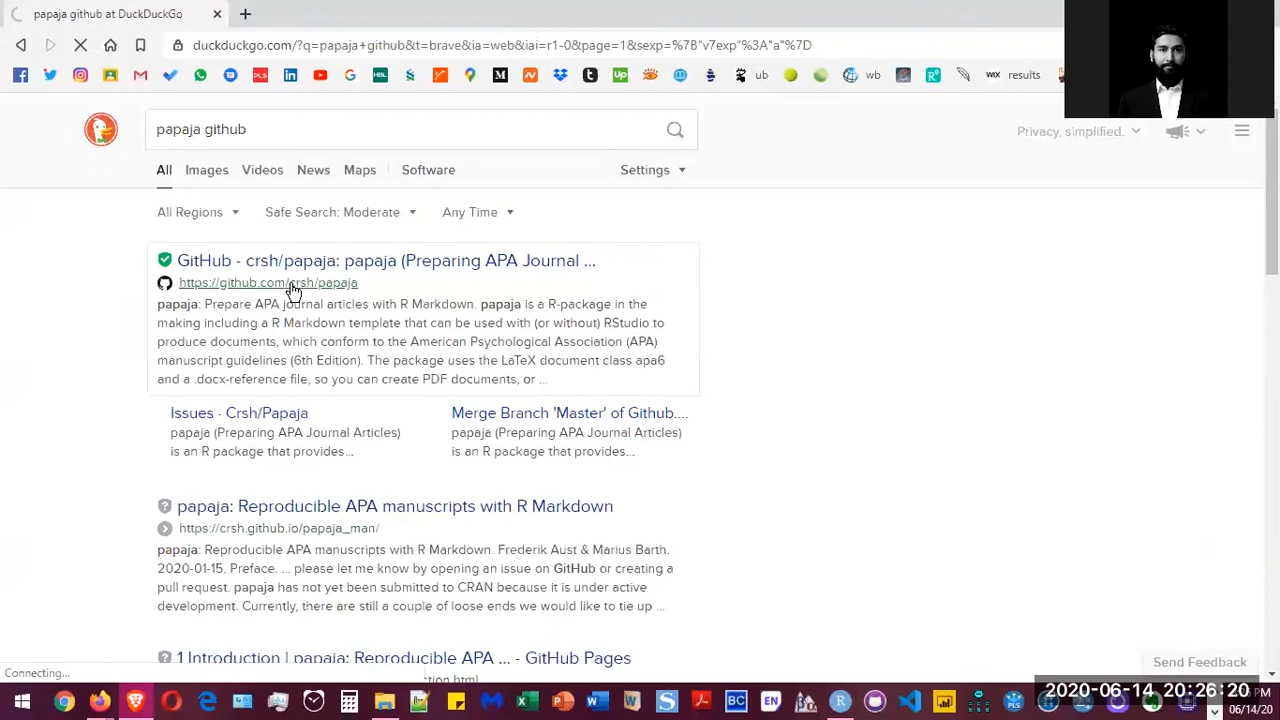 papaja github at DuckDuckGo
duckduckgo.com/?q=papaja+github&t=brave&ia=web&iai=r1-0&page=1&sexp=%7B"v7exp"%3A"a"%7D
PLS
HBL
M
Up
ub
wb
WIX results
papaja github
Privacy, simplified.
All Images Videos News Maps Software Settings
All Regions Safe Search: Moderate Any Time
GitHub - crsh/papaja: papaja (Preparing APA Journal ...
https://github.com/crsh/papaja
papaja: Prepare APA journal articles with R Markdown. papaja is a R-package in the
making including a R Markdown template that can be used with (or without) RStudio to
produce documents, which conform to the American Psychological Association (APA)
manuscript guidelines (6th Edition). The package uses the LaTeX document class apa6
and a .docx-reference file, so you can create PDF documents, or ...
Issues · Crsh/Papaja
papaja (Preparing APA Journal Articles)
is an R package that provides...
Merge Branch 'Master' of Github....
papaja (Preparing APA Journal Articles)
is an R package that provides...
papaja: Reproducible APA manuscripts with R Markdown
https://crsh.github.io/papaja_man/
papaja: Reproducible APA manuscripts with R Markdown. Frederik Aust & Marius Barth.
2020-01-15. Preface. ... please let me know by opening an issue on GitHub or creating a
pull request. papaja has not yet been submitted to CRAN because it is under active
development. Currently, there are still a couple of loose ends we would like to tie up ...
1 Introduction | papaja: Reproducible APA ... - GitHub Pages
Connecting...
Send Feedback
BC
EN
2020-06-14 20:26:20
06/14/20